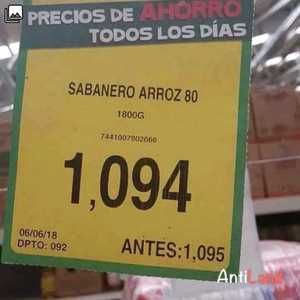 PRECIOS DE AHORRO
TODOS LOS DÍAS
SABANERO ARROZ 80
1800G
7441007902066
1,094
06/06/18
DPTO: 092
ANTES:1,095